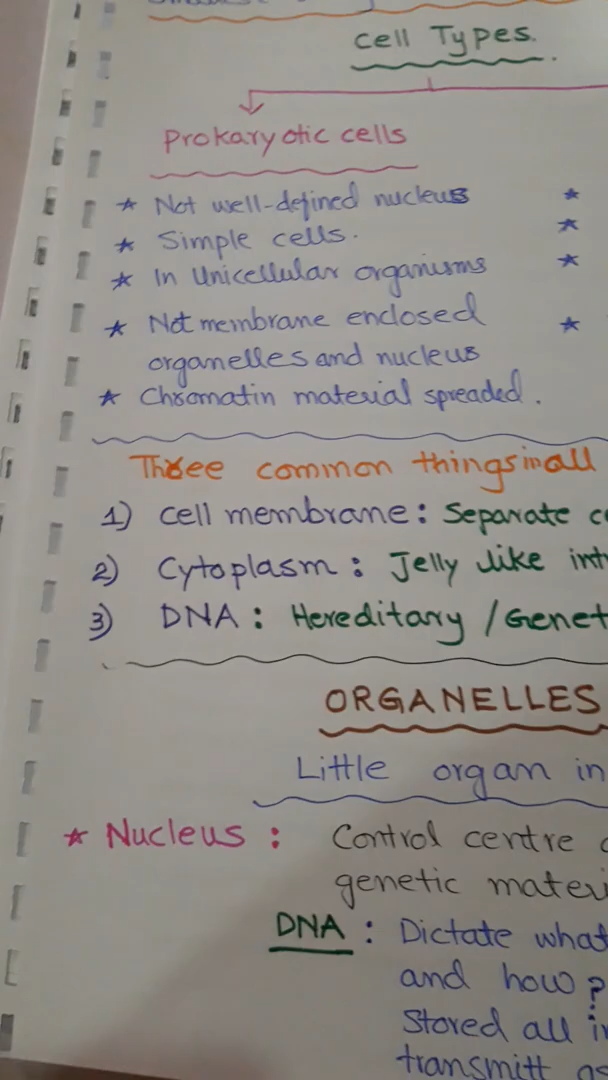 Cell Types.
Prokaryotic cells
* Not well-defined nucleus
* Simple cells.
* In Unicellular organisms
* Not membrane enclosed
organelles and nucleus
* Chromatin material spreaded.
Three common things in all
1) Cell membrane : Separate
2) Cytoplasm : Jelly like
3) DNA : Hereditary / Genet
ORGANELLES
Little organ in
* Nucleus : Control centre
genetic mater
DNA : Dictate what
and how?
Stored all
transmitt as